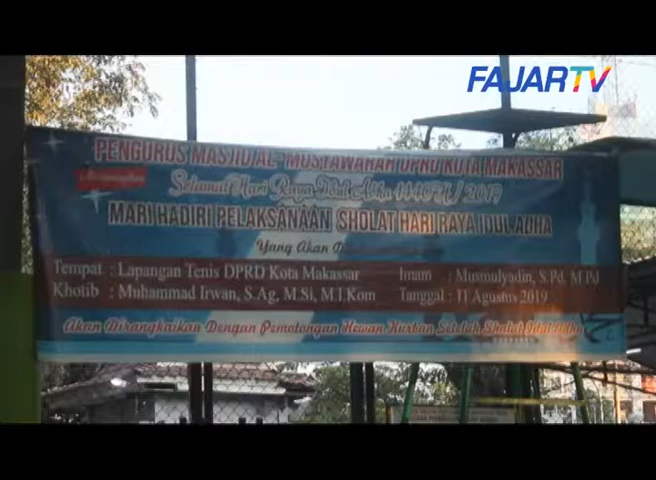 FAJAR TV
PENGURUS MASJID AL-MUSYAWARAH DPRD KOTA MAKASSAR
Selamat Hari Raya Idul Adha 1440 H / 2019
MARI HADIRI PELAKSANAAN SHOLAT HARI RAYA IDUL ADHA
Yang Akan
Tempat : Lapangan Tenis DPRD Kota Makassar
Khotib : Muhammad Irwan, S.Ag, M.Si, M.I.Kom
Imam : Musmulyadin, S.Pd, M.Pd
Tanggal : 11 Agustus 2019
Akan Dirangkaikan Dengan Pemotongan Hewan Kurban Setelah Sholat Idul Adha